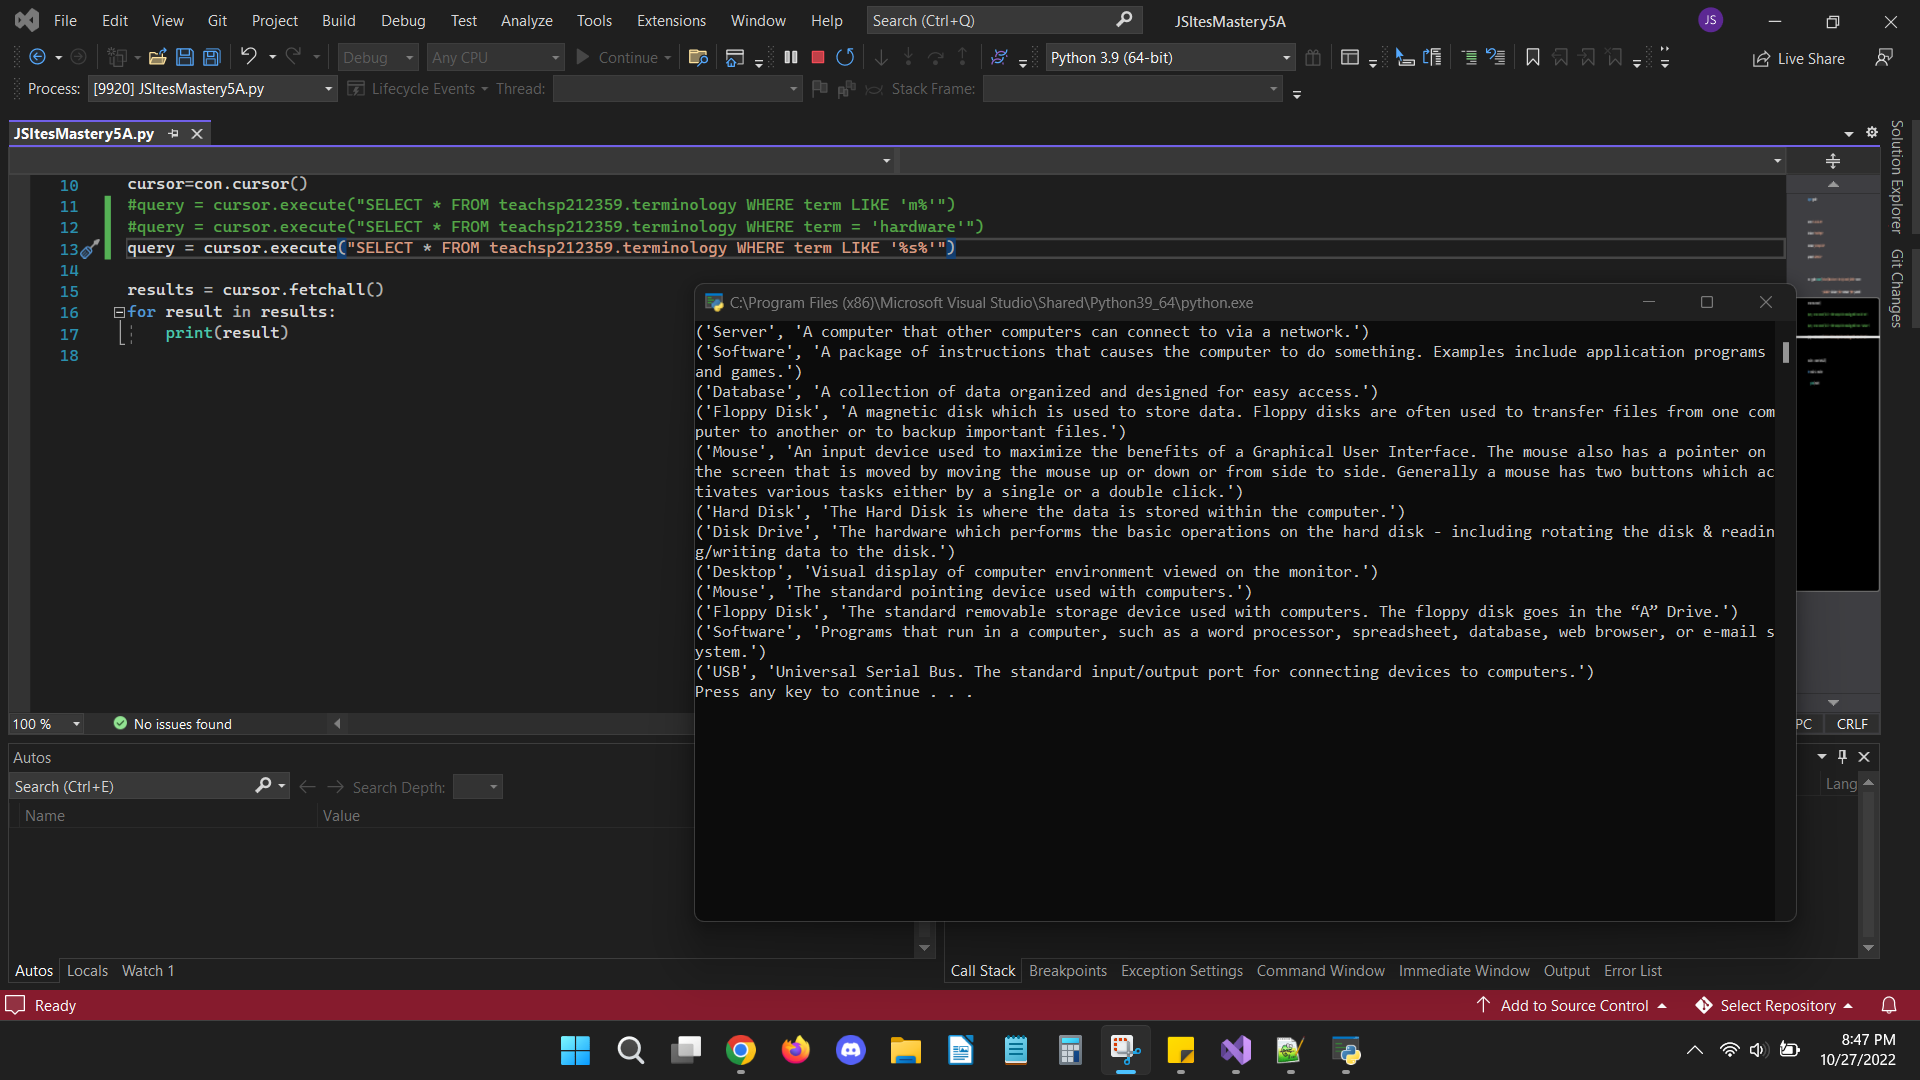 File Edit View Git Project Build Debug Test Analyze Tools Extensions Window Help Search (Ctrl+Q) JSItesMastery5A JS
Debug Any CPU Continue Python 3.9 (64-bit) Live Share
Process: [9920] JSItesMastery5A.py Lifecycle Events Thread: Stack Frame:
JSItesMastery5A.py
Solution Explorer
Git Changes
10 cursor=con.cursor()
11 #query = cursor.execute("SELECT * FROM teachsp212359.terminology WHERE term LIKE 'm%'")
12 #query = cursor.execute("SELECT * FROM teachsp212359.terminology WHERE term = 'hardware'")
13 query = cursor.execute("SELECT * FROM teachsp212359.terminology WHERE term LIKE '%s%'")
14
15 results = cursor.fetchall()
16 for result in results:
17 print(result)
18
C:\Program Files (x86)\Microsoft Visual Studio\Shared\Python39_64\python.exe
('Server', 'A computer that other computers can connect to via a network.')
('Software', 'A package of instructions that causes the computer to do something. Examples include application programs
and games.')
('Database', 'A collection of data organized and designed for easy access.')
('Floppy Disk', 'A magnetic disk which is used to store data. Floppy disks are often used to transfer files from one com
puter to another or to backup important files.')
('Mouse', 'An input device used to maximize the benefits of a Graphical User Interface. The mouse also has a pointer on
the screen that is moved by moving the mouse up or down or from side to side. Generally a mouse has two buttons which ac
tivates various tasks either by a single or a double click.')
('Hard Disk', 'The Hard Disk is where the data is stored within the computer.')
('Disk Drive', 'The hardware which performs the basic operations on the hard disk - including rotating the disk & readin
g/writing data to the disk.')
('Desktop', 'Visual display of computer environment viewed on the monitor.')
('Mouse', 'The standard pointing device used with computers.')
('Floppy Disk', 'The standard removable storage device used with computers. The floppy disk goes in the “A” Drive.')
('Software', 'Programs that run in a computer, such as a word processor, spreadsheet, database, web browser, or e-mail s
ystem.')
('USB', 'Universal Serial Bus. The standard input/output port for connecting devices to computers.')
Press any key to continue . . .
100 % No issues found PC CRLF
Autos
Search (Ctrl+E) Search Depth:
Name Value Lang
Autos Locals Watch 1 Call Stack Breakpoints Exception Settings Command Window Immediate Window Output Error List
Ready Add to Source Control Select Repository
8:47 PM
10/27/2022